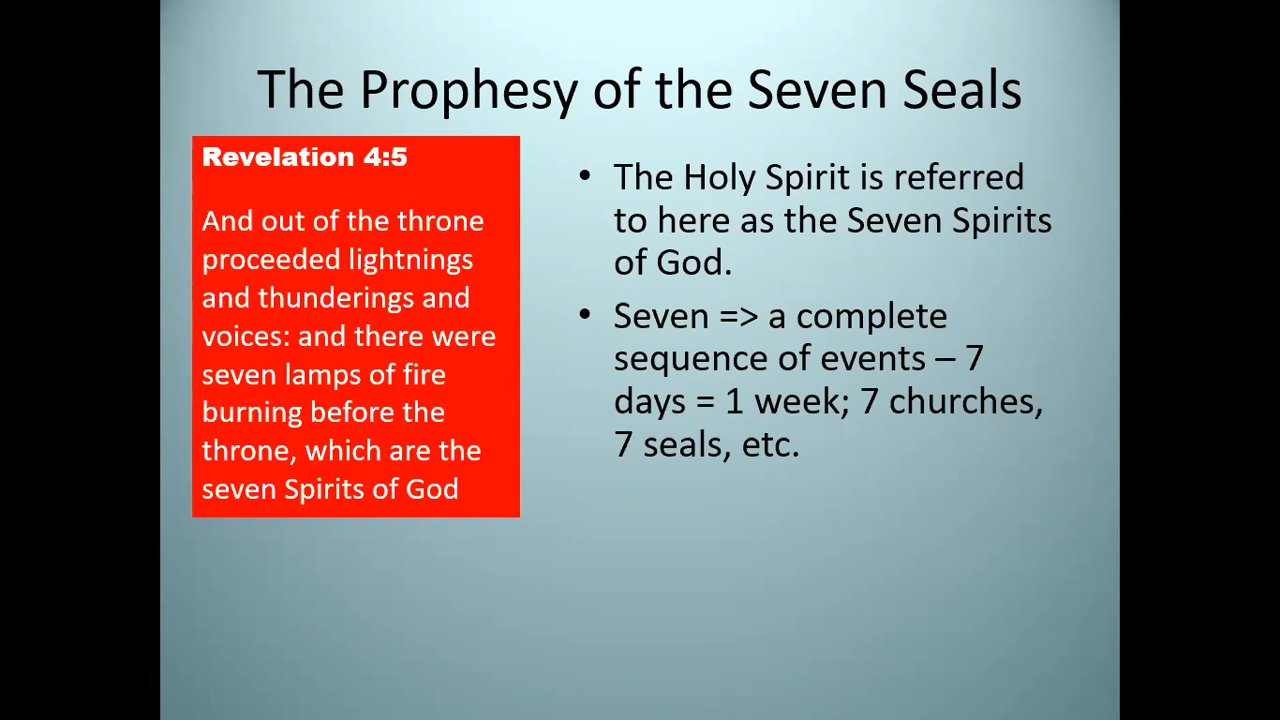 The Prophesy of the Seven Seals
Revelation 4:5
And out of the throne
proceeded lightnings
and thunderings and
voices: and there were
seven lamps of fire
burning before the
throne, which are the
seven Spirits of God
• The Holy Spirit is referred
to here as the Seven Spirits
of God.
• Seven => a complete
sequence of events – 7
days = 1 week; 7 churches,
7 seals, etc.